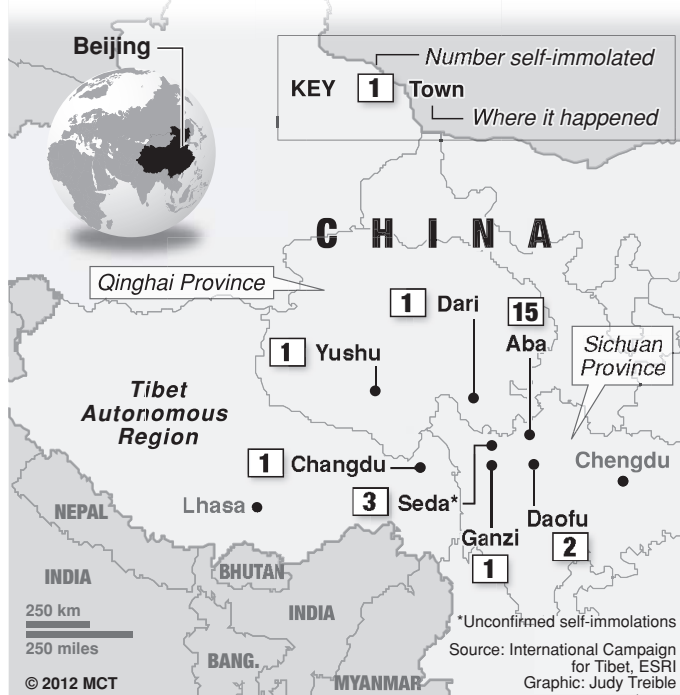 Beijing
Number self-immolated
KEY 1 Town
Where it happened
CHINA
Qinghai Province
1 Dari
15
Aba
1 Yushu
Sichuan
Province
Tibet
Autonomous
Region
1 Changdu
Chengdu
Lhasa
3 Seda*
Ganzi
1
Daofu
2
NEPAL
BHUTAN
INDIA
INDIA
250 km
250 miles
BANG.
MYANMAR
*Unconfirmed self-immolations
Source: International Campaign
for Tibet, ESRI
Graphic: Judy Treible
© 2012 MCT